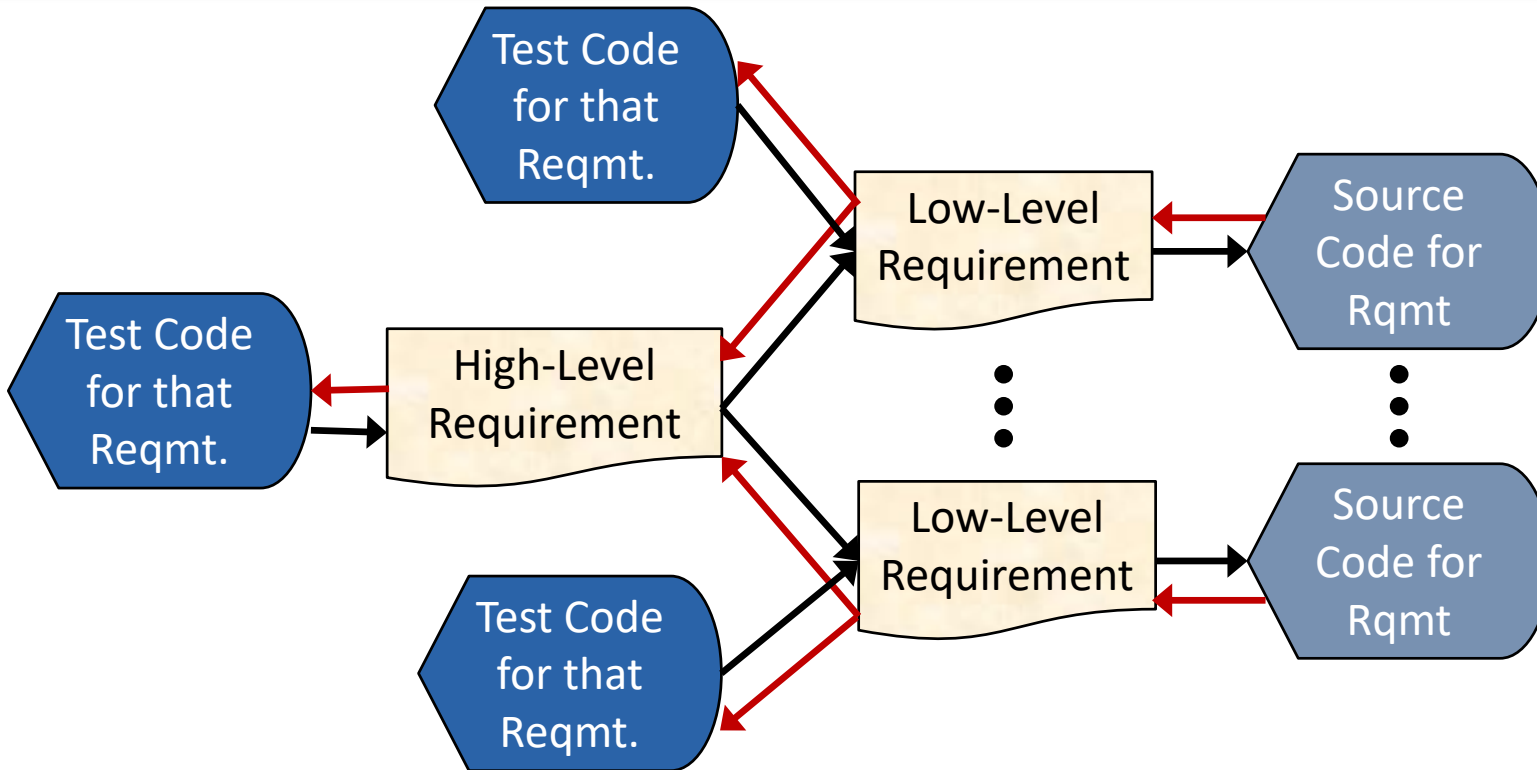 Test Code
for that
Reqmt.
Low-Level
Requirement
Source
Code for
Rqmt
Test Code
for that
Reqmt.
High-Level
Requirement
Low-Level
Requirement
Source
Code for
Rqmt
Test Code
for that
Reqmt.